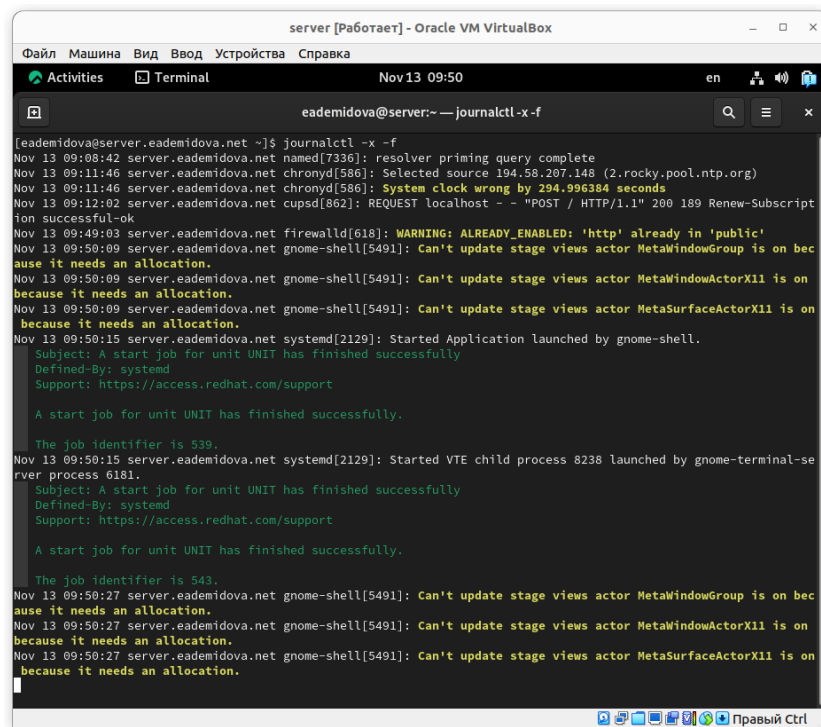 server [Работает] - Oracle VM VirtualBox
Файл Машина Вид Ввод Устройства Справка
Activities Terminal Nov 13 09:50 en
eademidova@server:~ — journalctl -x -f
[eademidova@server.eademidova.net ~]$ journalctl -x -f
Nov 13 09:08:42 server.eademidova.net named[7336]: resolver priming query complete
Nov 13 09:11:46 server.eademidova.net chronyd[586]: Selected source 194.58.207.148 (2.rocky.pool.ntp.org)
Nov 13 09:11:46 server.eademidova.net chronyd[586]: System clock wrong by 294.996384 seconds
Nov 13 09:12:02 server.eademidova.net cupsd[862]: REQUEST localhost - - "POST / HTTP/1.1" 200 189 Renew-Subscript
ion successful-ok
Nov 13 09:49:03 server.eademidova.net firewalld[618]: WARNING: ALREADY_ENABLED: 'http' already in 'public'
Nov 13 09:50:09 server.eademidova.net gnome-shell[5491]: Can't update stage views actor MetaWindowGroup is on bec
ause it needs an allocation.
Nov 13 09:50:09 server.eademidova.net gnome-shell[5491]: Can't update stage views actor MetaWindowActorX11 is on
because it needs an allocation.
Nov 13 09:50:09 server.eademidova.net gnome-shell[5491]: Can't update stage views actor MetaSurfaceActorX11 is on
because it needs an allocation.
Nov 13 09:50:15 server.eademidova.net systemd[2129]: Started Application launched by gnome-shell.
Subject: A start job for unit UNIT has finished successfully
Defined-By: systemd
Support: https://access.redhat.com/support
A start job for unit UNIT has finished successfully.
The job identifier is 539.
Nov 13 09:50:15 server.eademidova.net systemd[2129]: Started VTE child process 8238 launched by gnome-terminal-se
rver process 6181.
Subject: A start job for unit UNIT has finished successfully
Defined-By: systemd
Support: https://access.redhat.com/support
A start job for unit UNIT has finished successfully.
The job identifier is 543.
Nov 13 09:50:27 server.eademidova.net gnome-shell[5491]: Can't update stage views actor MetaWindowGroup is on bec
ause it needs an allocation.
Nov 13 09:50:27 server.eademidova.net gnome-shell[5491]: Can't update stage views actor MetaWindowActorX11 is on
because it needs an allocation.
Nov 13 09:50:27 server.eademidova.net gnome-shell[5491]: Can't update stage views actor MetaSurfaceActorX11 is on
because it needs an allocation.
Правый Ctrl